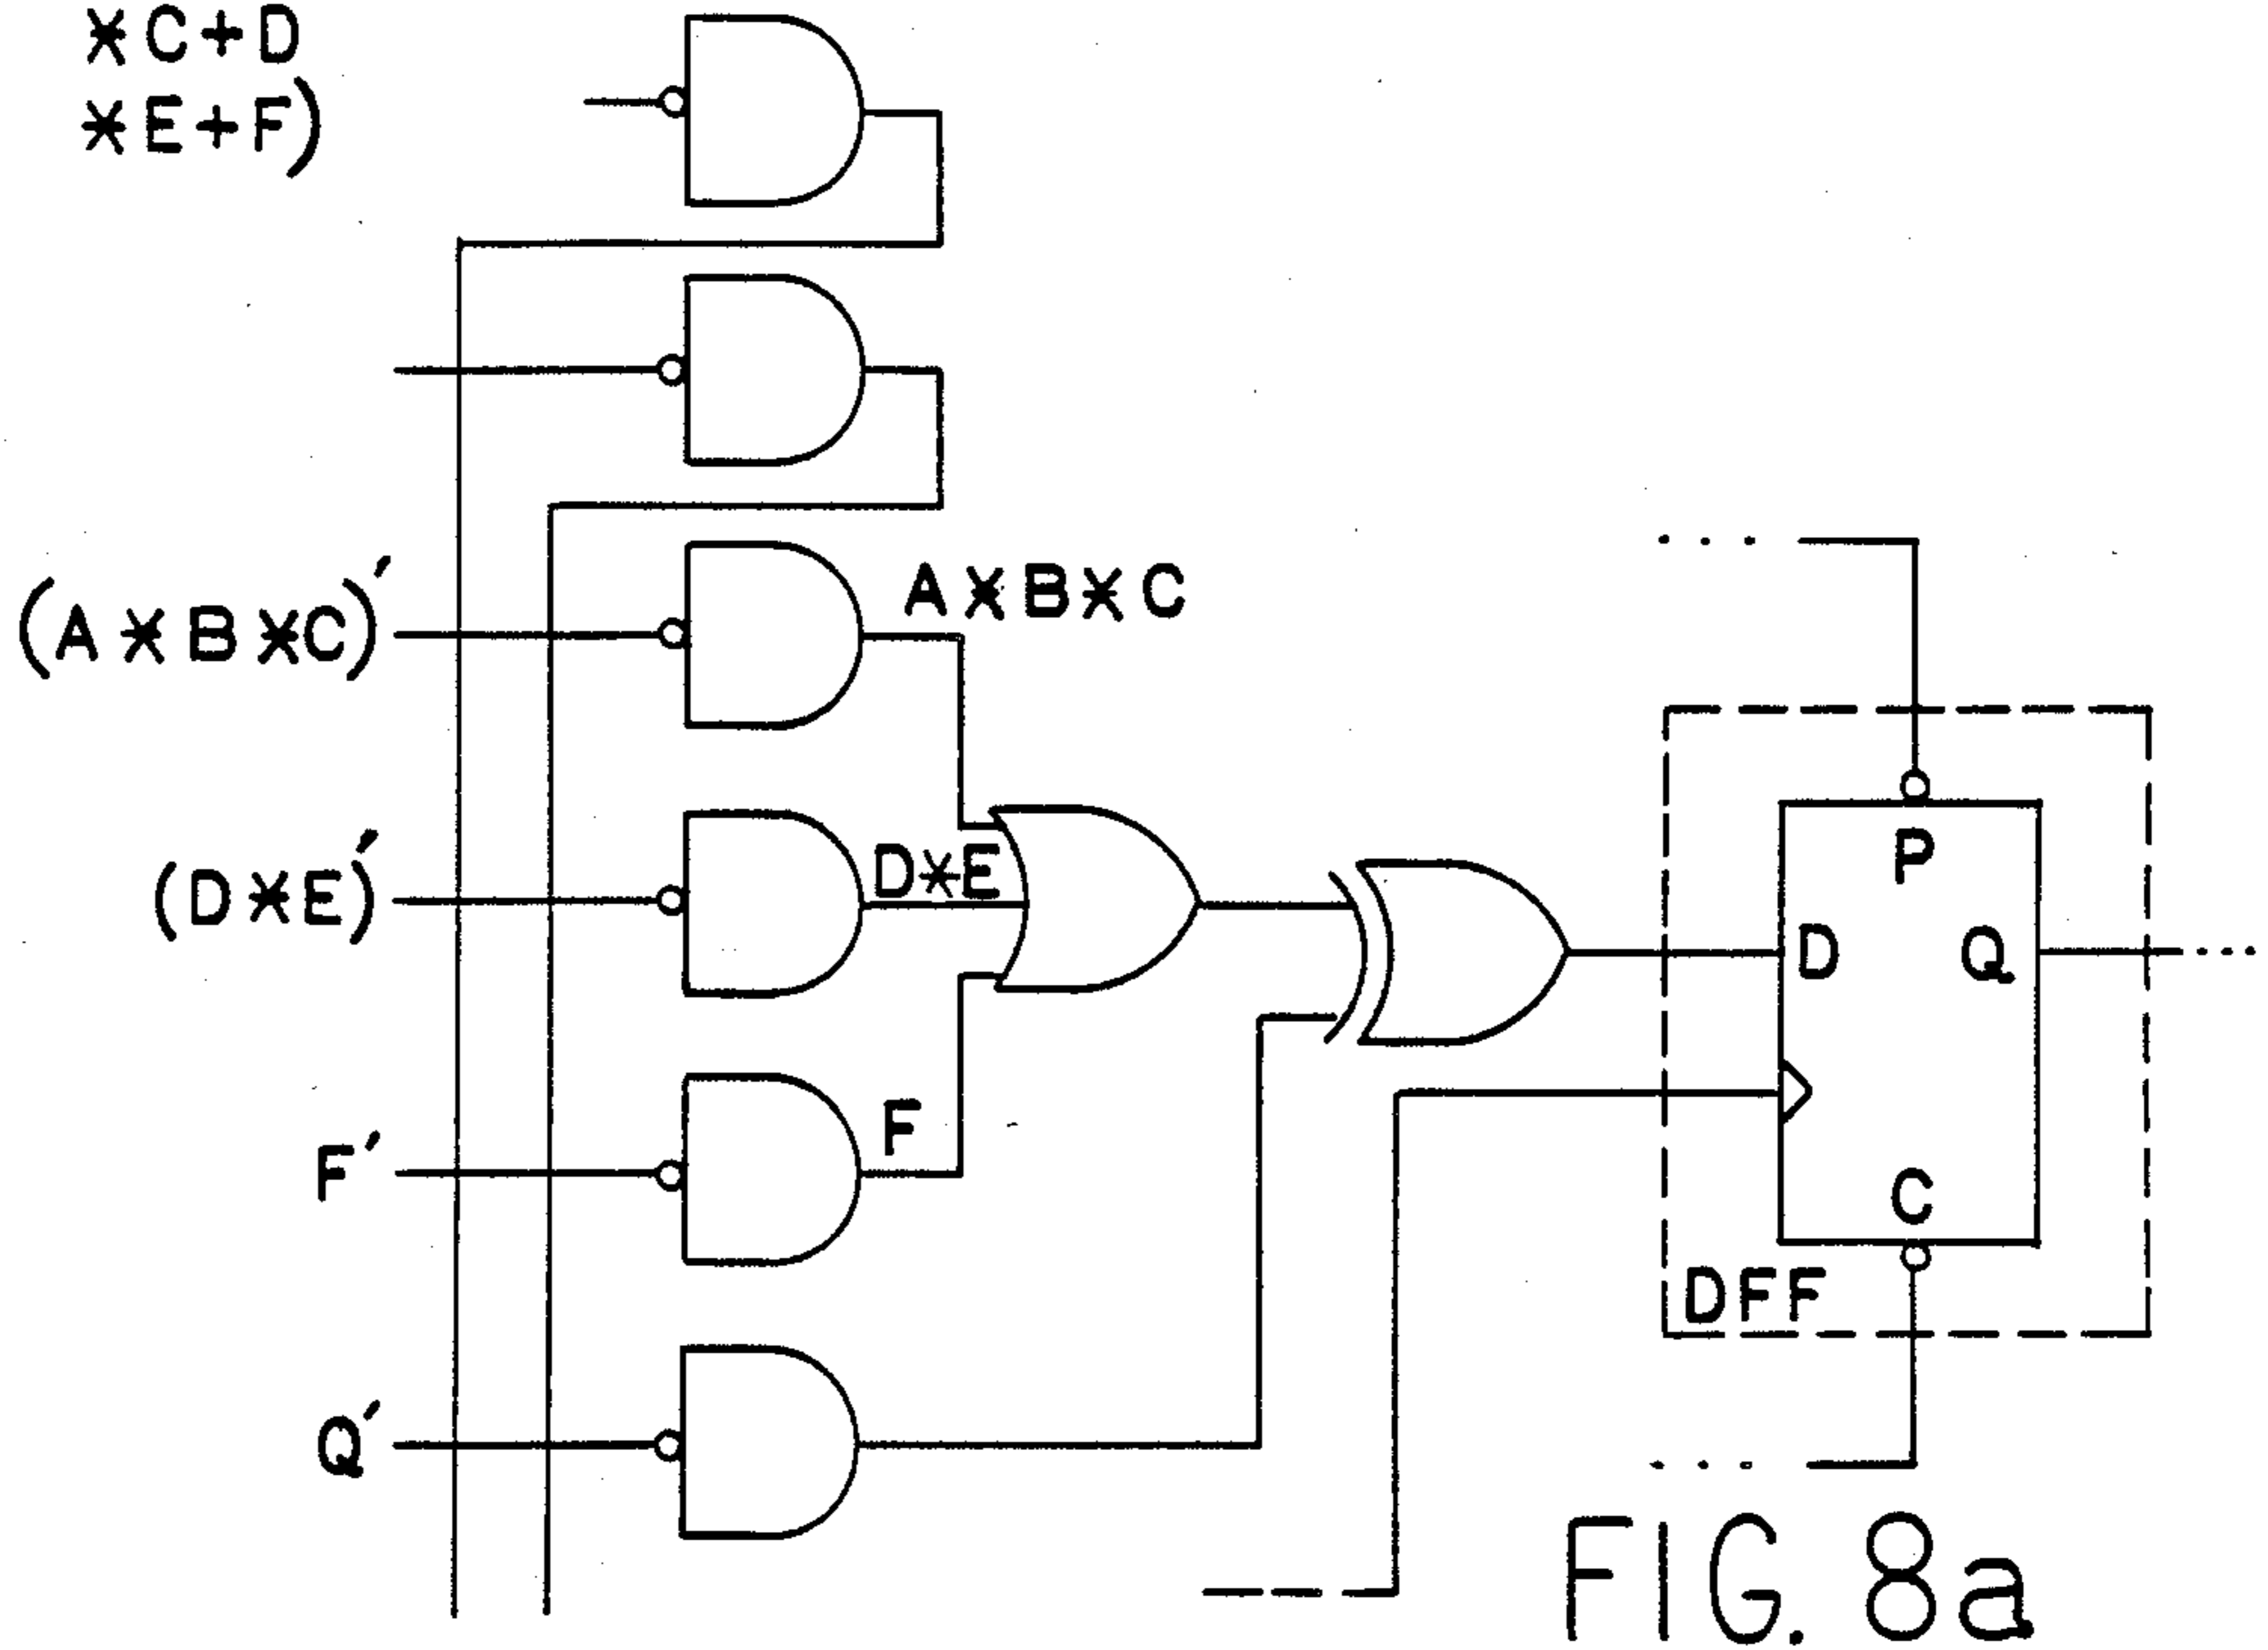 *C+D
*E+F)
(A*B*C)′
A*B*C
(D*E)′
D*E
P
D
Q
F′
F
C
DFF
Q′
FIG. 8a